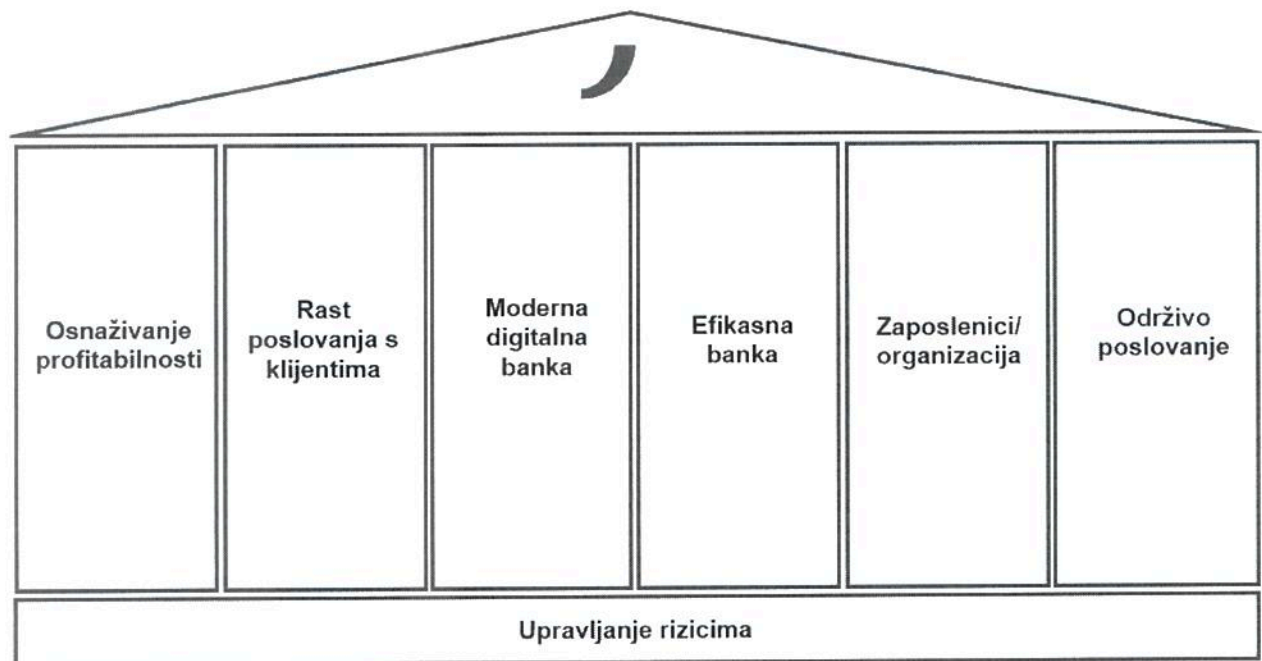 Osnaživanje
profitabilnosti
Rast
poslovanja s
klijentima
Moderna
digitalna
banka
Efikasna
banka
Zaposlenici/
organizacija
Održivo
poslovanje
Upravljanje rizicima